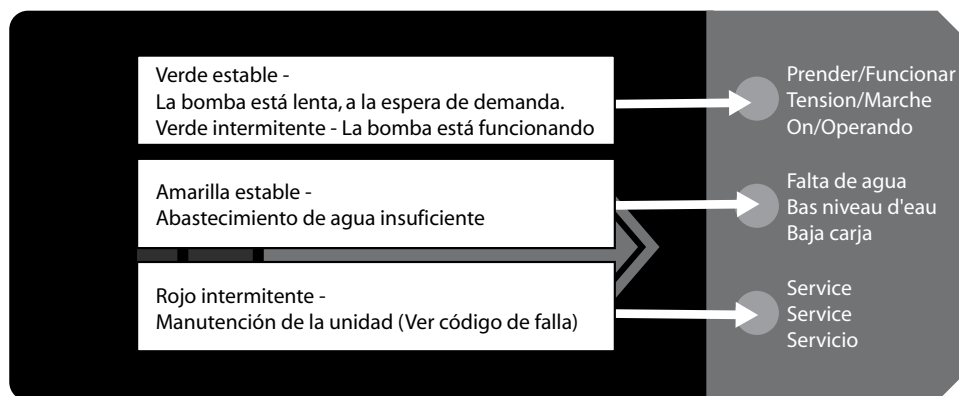 Verde estable -
La bomba está lenta, a la espera de demanda.
Verde intermitente - La bomba está funcionando
Prender/Funcionar
Tension/Marche
On/Operando
Amarilla estable -
Abastecimiento de agua insuficiente
Falta de agua
Bas niveau d'eau
Baja carja
Rojo intermitente -
Manutención de la unidad (Ver código de falla)
Service
Service
Servicio